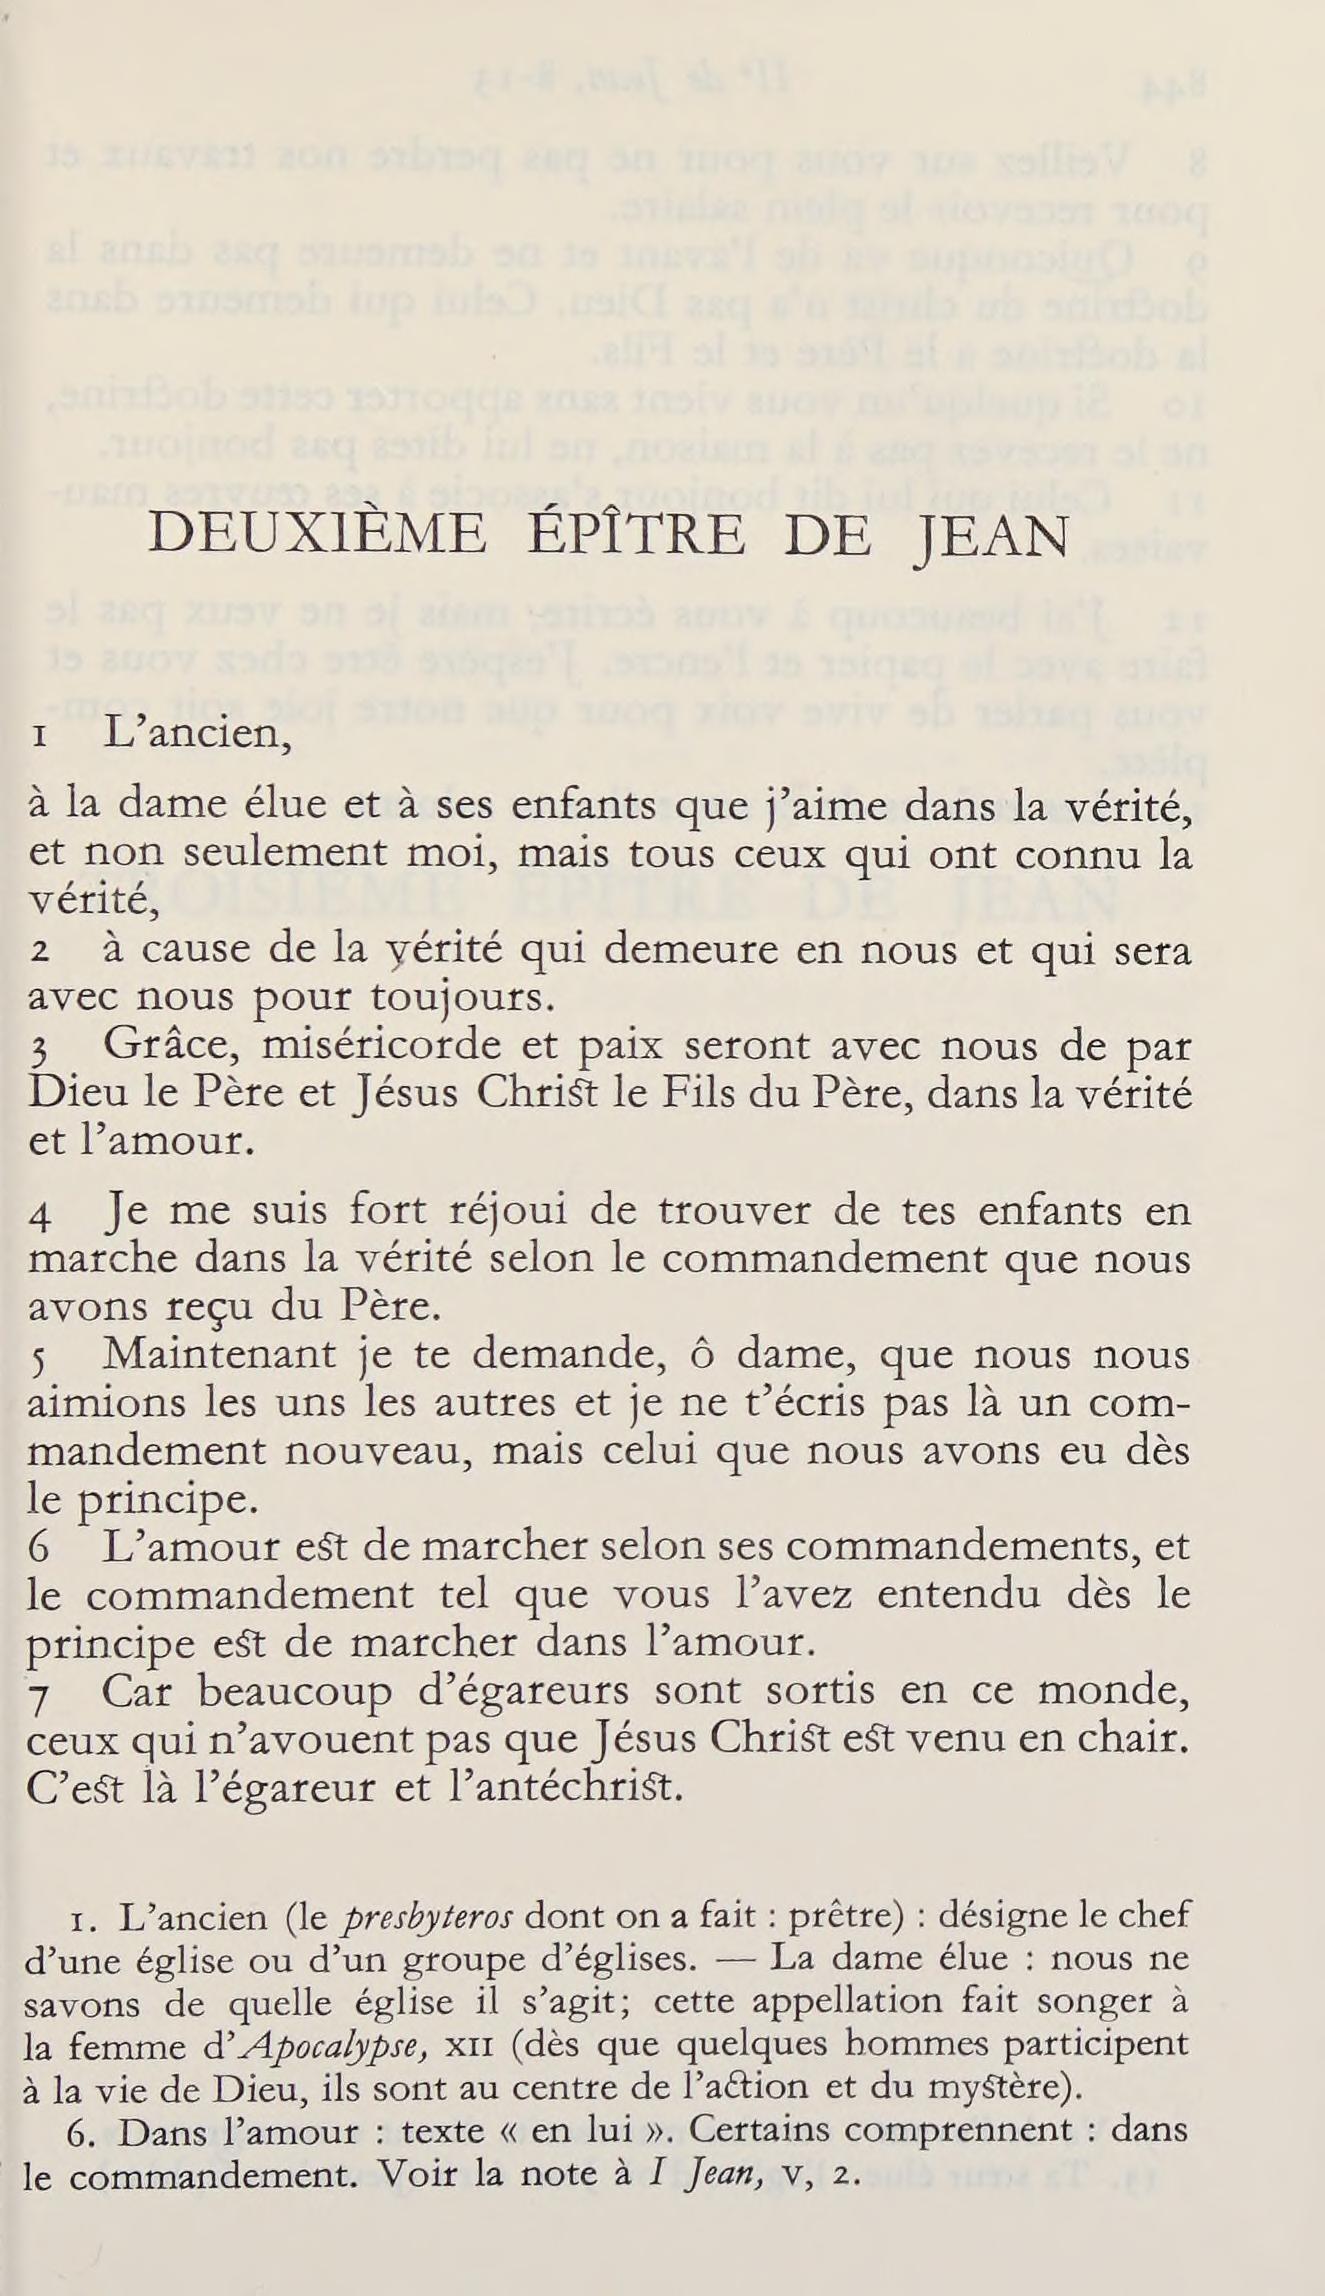 DEUXIÈME ÉPÎTRE DE JEAN
1 L’ancien,
à la dame élue et à ses enfants que j’aime dans la vérité,
et non seulement moi, mais tous ceux qui ont connu la
vérité,
2 à cause de la vérité qui demeure en nous et qui sera
avec nous pour toujours.
3 Grâce, miséricorde et paix seront avec nous de par
Dieu le Père et Jésus Christ le Fils du Père, dans la vérité
et l’amour.
4 Je me suis fort réjoui de trouver de tes enfants en
marche dans la vérité selon le commandement que nous
avons reçu du Père.
5 Maintenant je te demande, ô dame, que nous nous
aimions les uns les autres et je ne t’écris pas là un com-
mandement nouveau, mais celui que nous avons eu dès
le principe.
6 L’amour est de marcher selon ses commandements, et
le commandement tel que vous l’avez entendu dès le
principe est de marcher dans l’amour.
7 Car beaucoup d’égareurs sont sortis en ce monde,
ceux qui n’avouent pas que Jésus Christ est venu en chair.
C’est là l’égareur et l’antéchrist.
1. L’ancien (le presbyteros dont on a fait : prêtre) : désigne le chef
d’une église ou d’un groupe d’églises. — La dame élue : nous ne
savons de quelle église il s’agit; cette appellation fait songer à
la femme d’Apocalypse, XII (dès que quelques hommes participent
à la vie de Dieu, ils sont au centre de l’action et du mystère).
6. Dans l’amour : texte « en lui ». Certains comprennent : dans
le commandement. Voir la note à I Jean, V, 2.